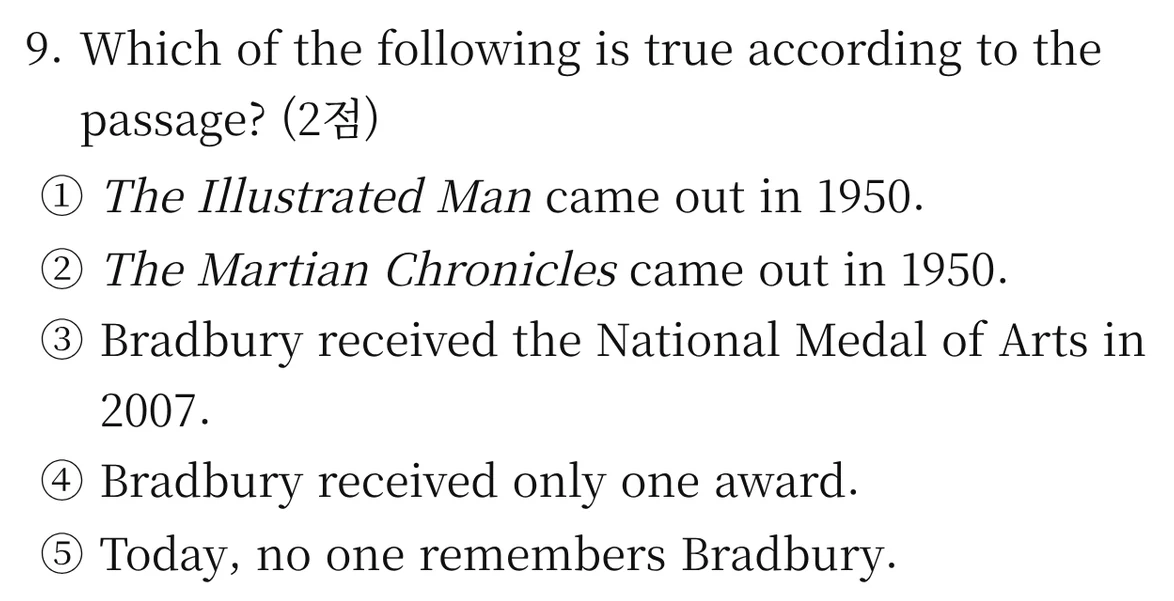 9. Which of the following is true according to the
passage? (2점)
① The Illustrated Man came out in 1950.
② The Martian Chronicles came out in 1950.
③ Bradbury received the National Medal of Arts in
2007.
④ Bradbury received only one award.
⑤ Today, no one remembers Bradbury.